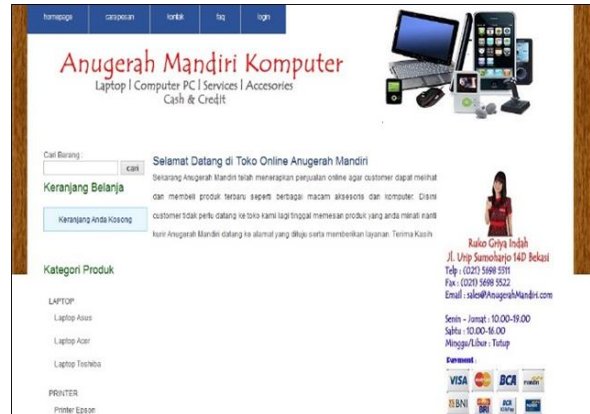 homepage
cara pesan
kontak
faq
login
Anugerah Mandiri Komputer
Laptop | Computer PC | Services | Accesories
Cash & Credit
Cari Barang :
cari
Keranjang Belanja
Keranjang Anda Kosong
Kategori Produk
LAPTOP
Laptop Asus
Laptop Acer
Laptop Toshiba
PRINTER
Printer Epson
Selamat Datang di Toko Online Anugerah Mandiri
Sekarang Anugerah Mandiri telah menerapkan penjualan online agar customer dapat melihat
dan membeli produk terbaru seperti berbagai macam aksesoris dan komputer. Disini
customer tidak perlu datang ke toko kami lagi tinggal memesan produk yang anda minati nanti
kurir Anugerah Mandiri datang ke alamat yang dituju serta memberikan layanan. Terima Kasih
Ruko Griya Indah
Jl. Urip Sumoharjo 14D Bekasi
Telp : (021) 5698 5511
Fax : (021) 5698 5522
Email : sales@AnugerahMandiri.com
Senin - Jumat : 10.00-19.00
Sabtu : 10.00-16.00
Minggu/Libur : Tutup
Payment :
VISA
MasterCard
BCA
mandiri
BNI
BRI
BCA